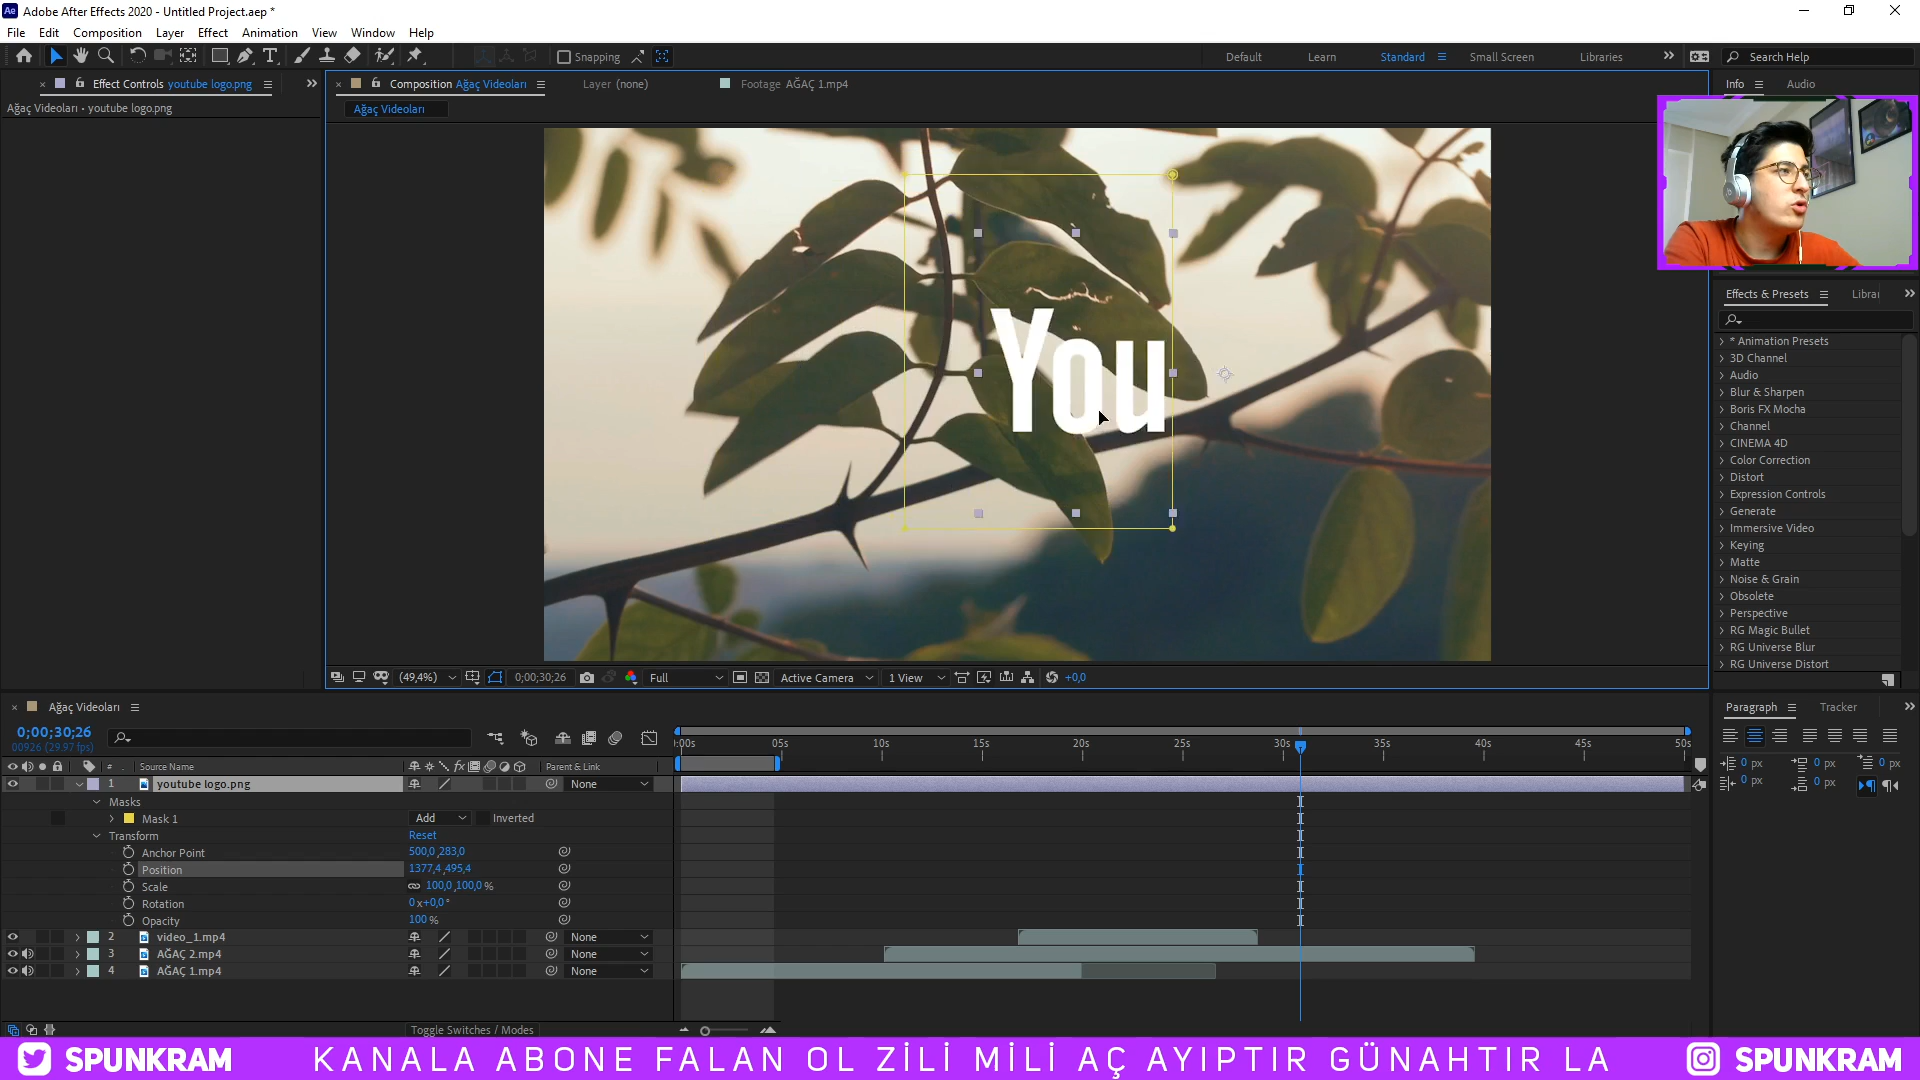 Ae Adobe After Effects 2020 - Untitled Project.aep *
File Edit Composition Layer Effect Animation View Window Help
Snapping Default Learn Standard Small Screen Libraries Search Help
Effect Controls youtube logo.png
Composition Ağaç Videoları Layer (none) Footage AĞAÇ 1.mp4
Info Audio
Ağaç Videoları • youtube logo.png
Ağaç Videoları
You
Effects & Presets Librai
* Animation Presets
3D Channel
Audio
Blur & Sharpen
Boris FX Mocha
Channel
CINEMA 4D
Color Correction
Distort
Expression Controls
Generate
Immersive Video
Keying
Matte
Noise & Grain
Obsolete
Perspective
RG Magic Bullet
RG Universe Blur
RG Universe Distort
(49,4%) 0;00;30;26 Full Active Camera 1 View +0,0
Ağaç Videoları
Paragraph Tracker
0;00;30;26
00926 (29.97 fps)
):00s 05s 10s 15s 20s 25s 30s 35s 40s 45s 50s
# Source Name fx Parent & Link
1 youtube logo.png None
Masks
Mask 1 Add Inverted
Transform Reset
Anchor Point 500,0 ,283,0
Position 1377,4 ,495,4
Scale 100,0 ,100,0 %
Rotation 0 x+0,0 °
Opacity 100 %
2 video_1.mp4 None
3 AĞAÇ 2.mp4 None
4 AĞAÇ 1.mp4 None
0 px 0 px 0 px
0 px 0 px
Toggle Switches / Modes
SPUNKRAM KANALA ABONE FALAN OL ZİLİ MİLİ AÇ AYIPTIR GÜNAHTIR LA SPUNKRAM